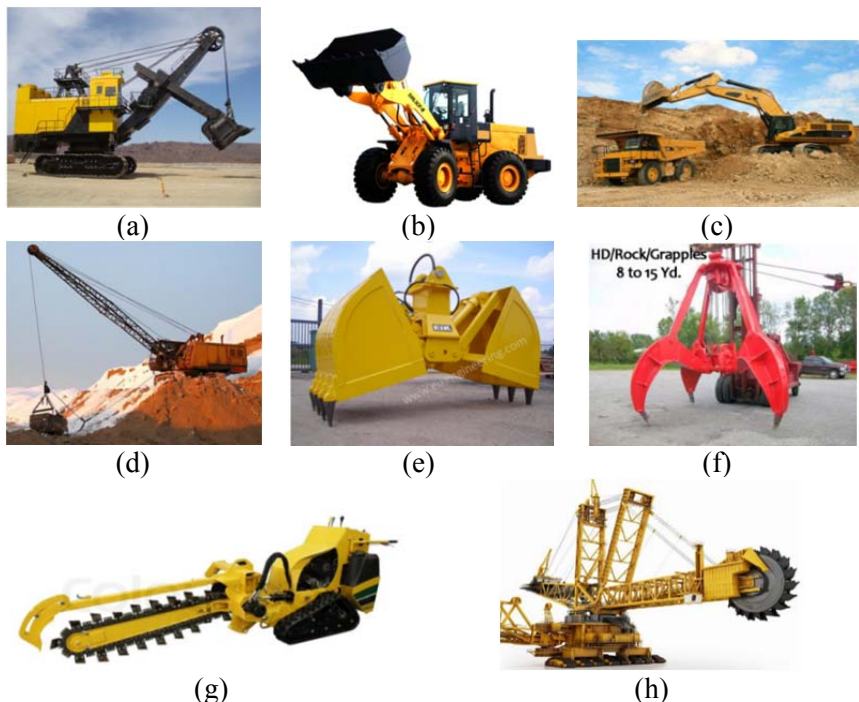 (a)
(b)
(c)
HD/Rock/Grapples
8 to 15 Yd.
(d)
(e)
(f)
(g)
(h)